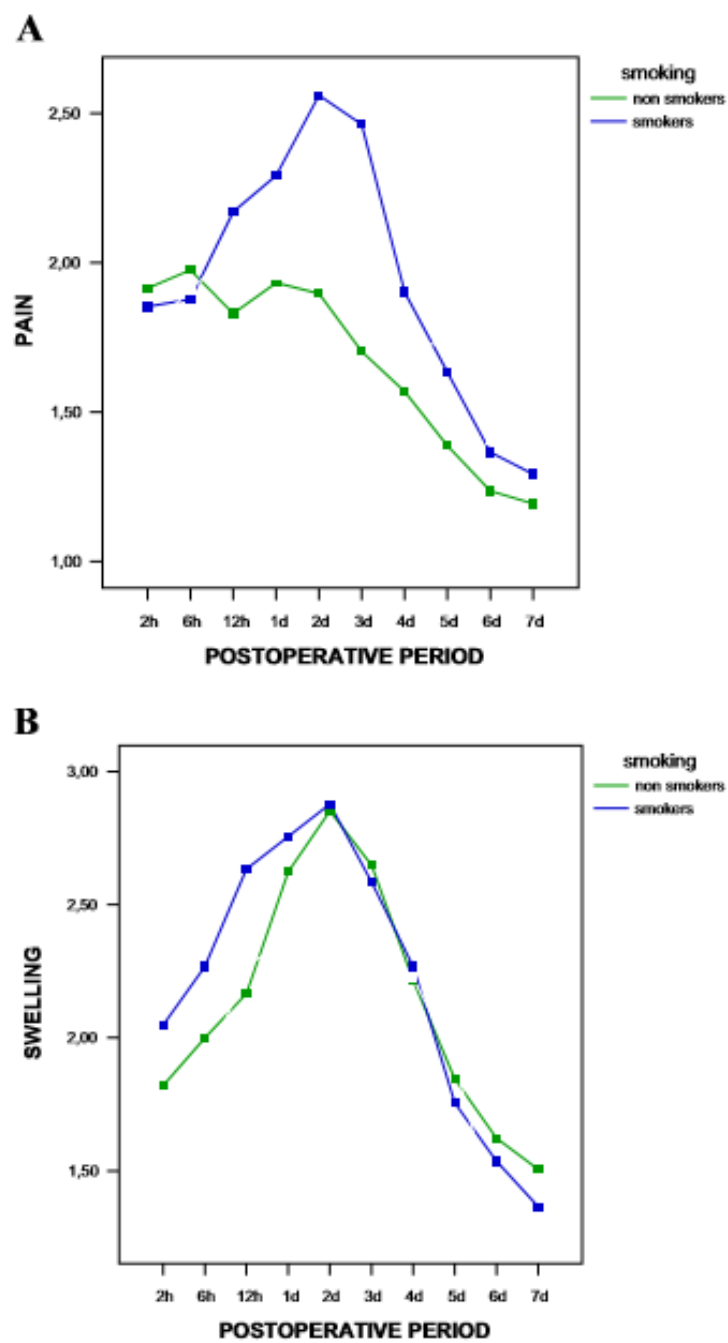 A
smoking
non smokers
smokers
2,50
2,00
1,50
1,00
PAIN
2h 6h 12h 1d 2d 3d 4d 5d 6d 7d
POSTOPERATIVE PERIOD
B
smoking
non smokers
smokers
3,00
2,50
2,00
1,50
SWELLING
2h 6h 12h 1d 2d 3d 4d 5d 6d 7d
POSTOPERATIVE PERIOD